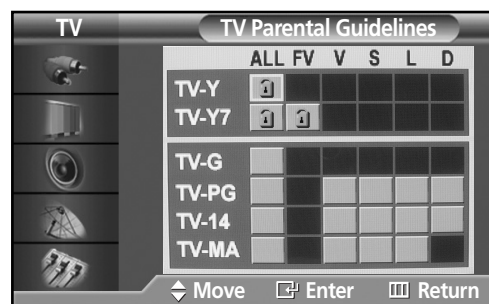 TV TV Parental Guidelines
ALL FV V S L D
TV-Y
TV-Y7
TV-G
TV-PG
TV-14
TV-MA
Move Enter Return